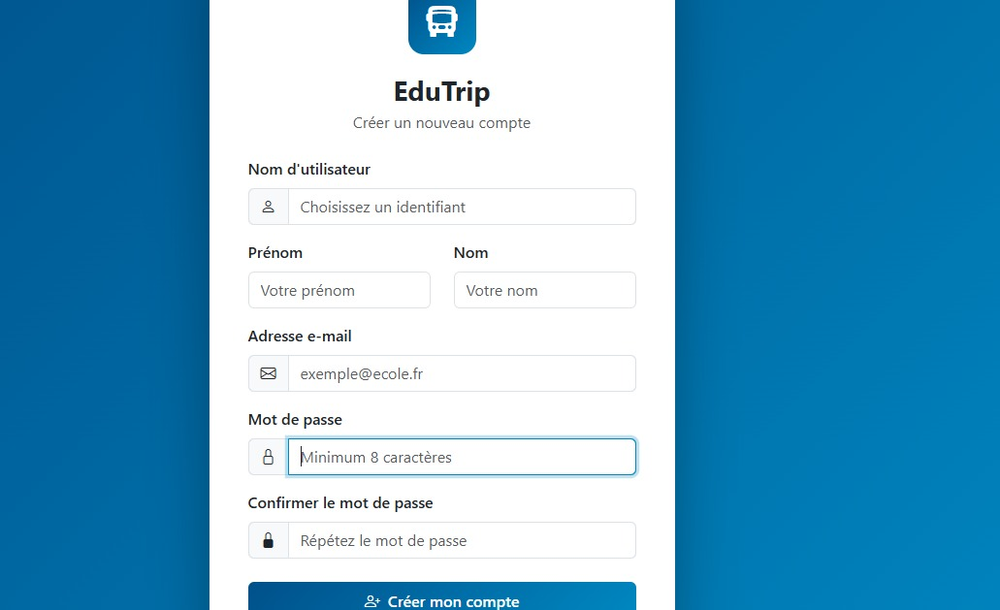 EduTrip
Créer un nouveau compte
Nom d'utilisateur
Choisissez un identifiant
Prénom Nom
Votre prénom Votre nom
Adresse e-mail
exemple@ecole.fr
Mot de passe
Minimum 8 caractères
Confirmer le mot de passe
Répétez le mot de passe
Créer mon compte